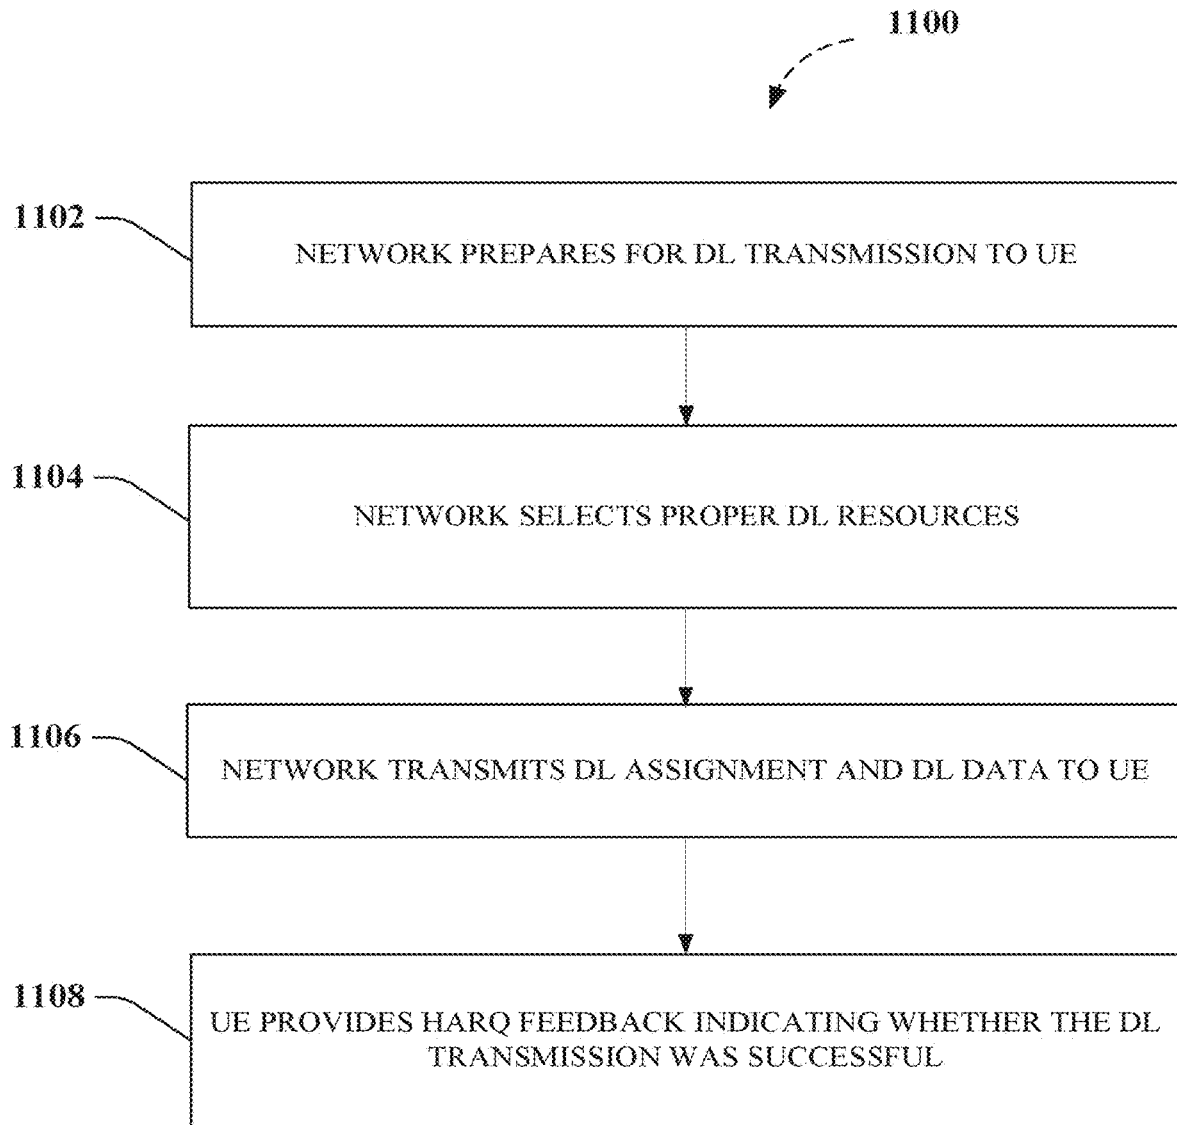 1100
1102
NETWORK PREPARES FOR DL TRANSMISSION TO UE
1104
NETWORK SELECTS PROPER DL RESOURCES
1106
NETWORK TRANSMITS DL ASSIGNMENT AND DL DATA TO UE
1108
UE PROVIDES HARQ FEEDBACK INDICATING WHETHER THE DL
TRANSMISSION WAS SUCCESSFUL